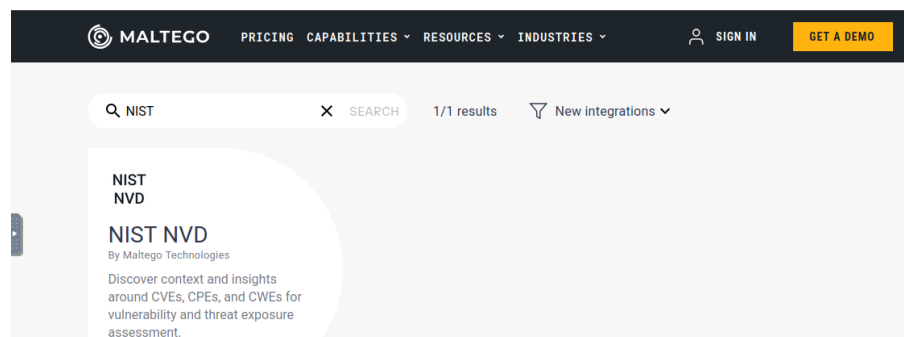 MALTEGO PRICING CAPABILITIES RESOURCES INDUSTRIES SIGN IN GET A DEMO
NIST SEARCH 1/1 results New integrations
NIST
NVD
NIST NVD
By Maltego Technologies
Discover context and insights
around CVEs, CPEs, and CWEs for
vulnerability and threat exposure
assessment.